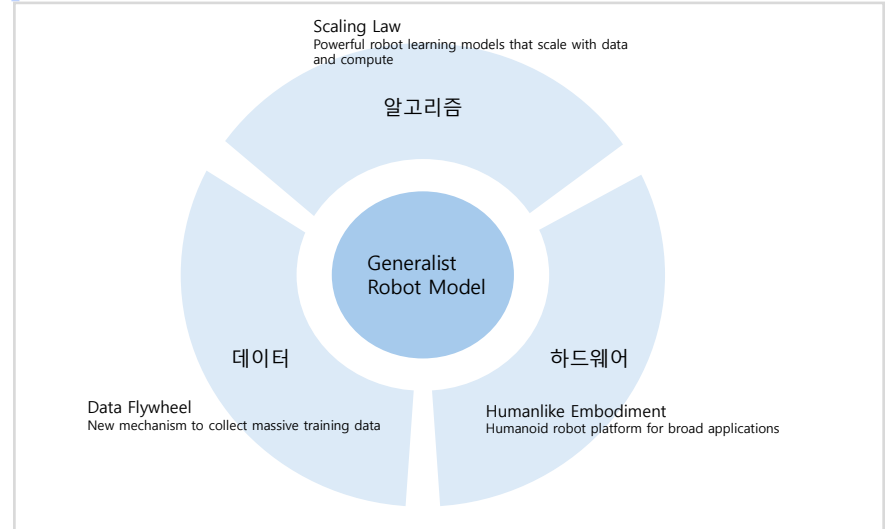 Scaling Law
Powerful robot learning models that scale with data
and compute
알고리즘
Generalist
Robot Model
데이터
하드웨어
Data Flywheel
New mechanism to collect massive training data
Humanlike Embodiment
Humanoid robot platform for broad applications